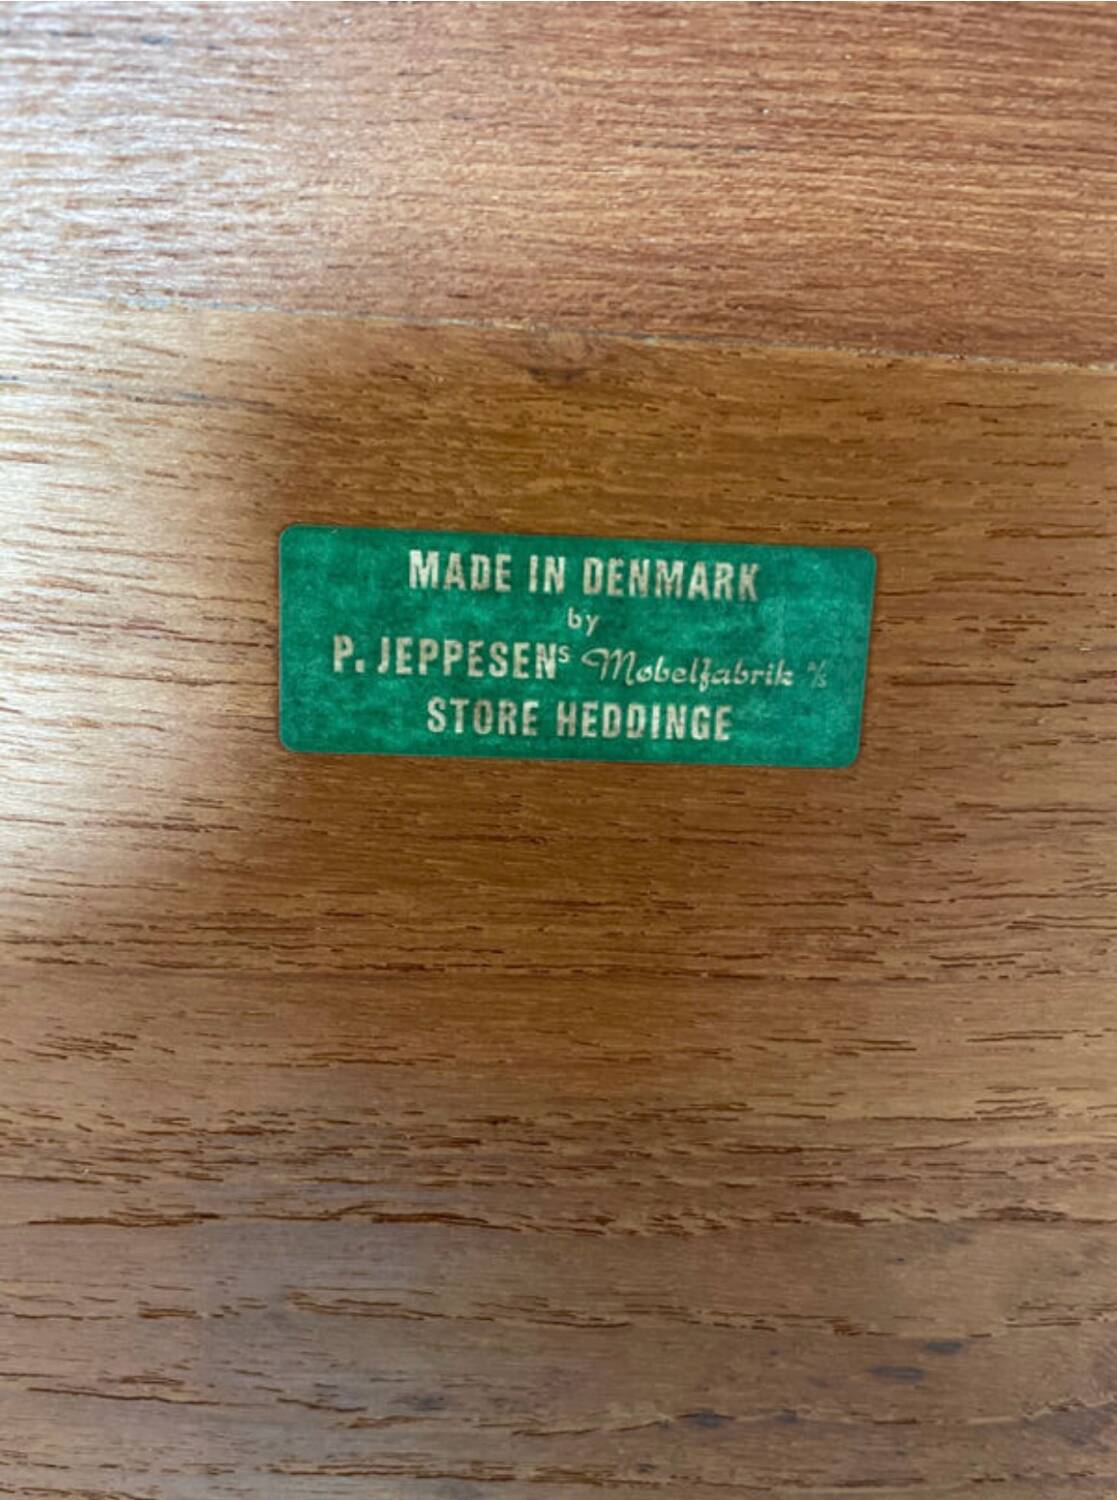 MADE IN DENMARK
by
P. JEPPESENˢ Møbelfabrik A/S
STORE HEDDINGE